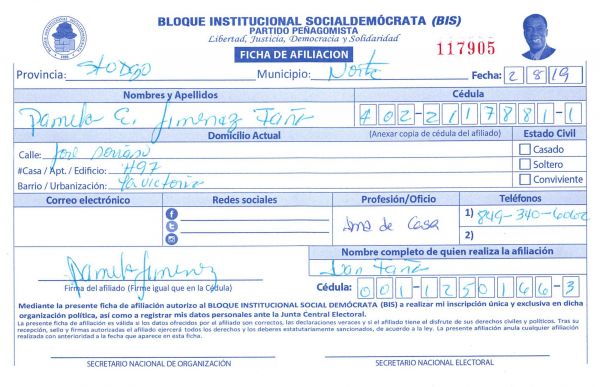 BLOQUE INSTITUCIONAL SOCIALDEMÓCRATA (BIS)
PARTIDO PEÑAGOMISTA
Libertad, Justicia, Democracia y Solidaridad
FICHA DE AFILIACION
117905
Provincia: Sto Dgo Municipio: Norte Fecha: 2 8 19
Nombres y Apellidos Cédula
Pamela E. Jimenez 402-2117881-1
Domicilio Actual (Anexar copia de cédula del afiliado) Estado Civil
Calle: Jose Casado
#Casa / Apt. / Edificio: #97 Soltero
Barrio / Urbanización: La victoria Conviviente
Correo electrónico Redes sociales Profesión/Oficio Teléfonos
Ama de Casa 1) 849-340-6062
2)
Nombre completo de quien realiza la afiliación
Pamela Jimenez
Firma del afiliado (Firme igual que en la Cédula) Cédula: 001-1250166-3
Mediante la presente ficha de afiliación autorizo al BLOQUE INSTITUCIONAL SOCIAL DEMÓCRATA (BIS) a realizar mi inscripción única y exclusiva en dicha
organización política, así como a registrar mis datos personales ante la Junta Central Electoral.
La presente ficha de afiliación es válida si los datos ofrecidos por el afiliado son correctos, las declaraciones veraces y si el afiliado tiene el disfrute de sus derechos civiles y políticos. Tras su
recepción, sello y firmas autorizadas el afiliado ejercerá todos los derechos y los deberes estatutariamente sancionados, de acuerdo a la ley. La presente afiliación anula cualquier afiliación
realizada con anterioridad a la fecha que aparece en esta ficha.
SECRETARIO NACIONAL DE ORGANIZACIÓN SECRETARIO NACIONAL ELECTORAL